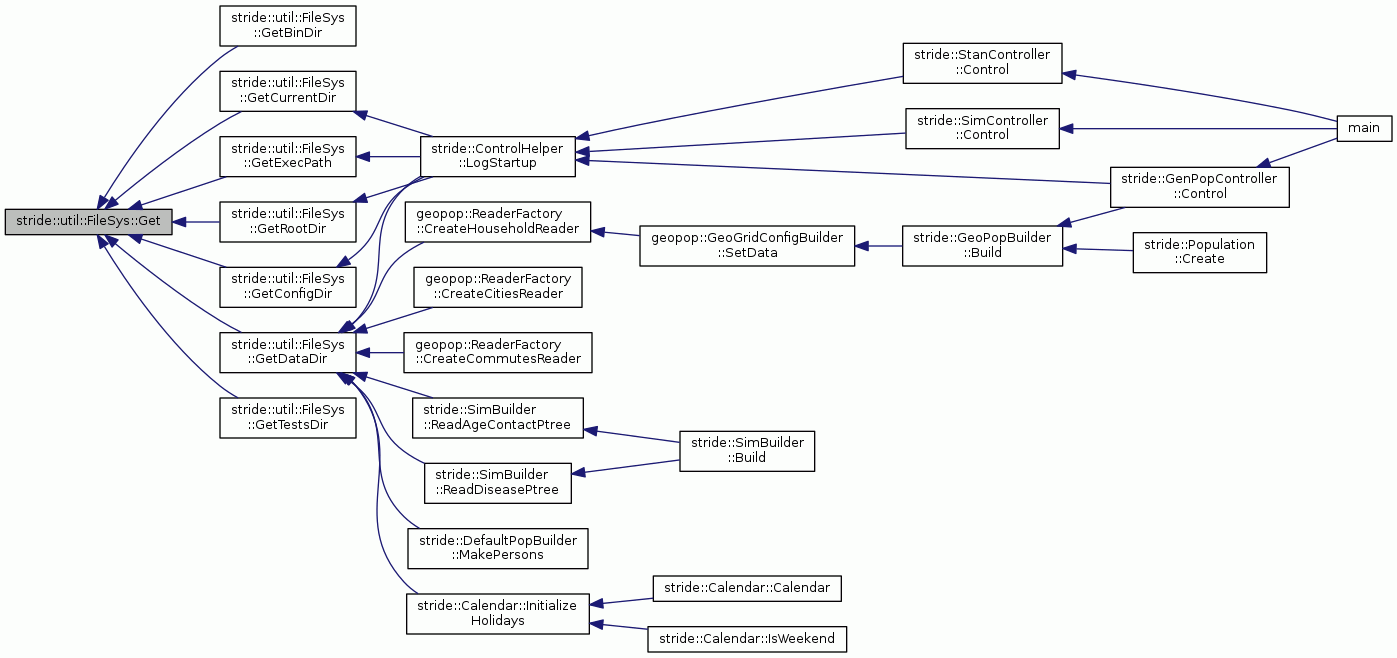 stride::util::FileSys::Get
stride::util::FileSys
::GetBinDir
stride::util::FileSys
::GetCurrentDir
stride::util::FileSys
::GetExecPath
stride::util::FileSys
::GetRootDir
stride::util::FileSys
::GetConfigDir
stride::util::FileSys
::GetDataDir
stride::util::FileSys
::GetTestsDir
stride::ControlHelper
::LogStartup
geopop::ReaderFactory
::CreateHouseholdReader
geopop::ReaderFactory
::CreateCitiesReader
geopop::ReaderFactory
::CreateCommutesReader
stride::SimBuilder
::ReadAgeContactPtree
stride::SimBuilder
::ReadDiseasePtree
stride::DefaultPopBuilder
::MakePersons
stride::Calendar::Initialize
Holidays
geopop::GeoGridConfigBuilder
::SetData
stride::SimBuilder
::Build
stride::Calendar::Calendar
stride::Calendar::IsWeekend
stride::StanController
::Control
stride::SimController
::Control
stride::GeoPopBuilder
::Build
stride::GenPopController
::Control
stride::Population
::Create
main